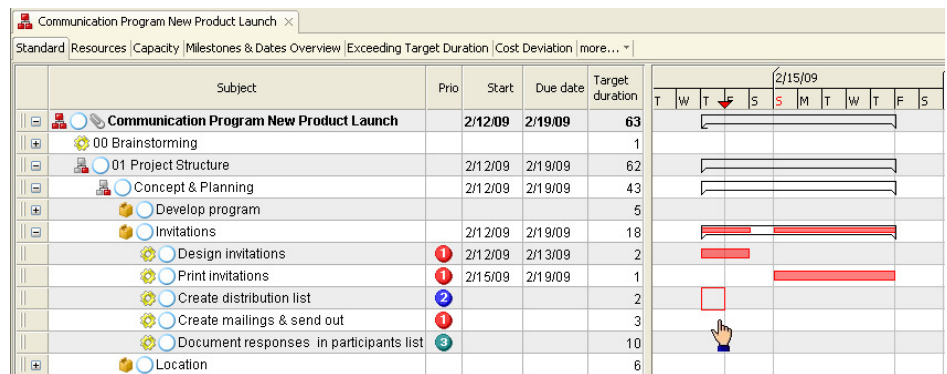 Communication Program New Product Launch
Standard Resources Capacity Milestones & Dates Overview Exceeding Target Duration Cost Deviation more...
Subject Prio Start Due date Target duration 2/15/09
T W T F S S M T W T F S
Communication Program New Product Launch 2/12/09 2/19/09 63
00 Brainstorming 1
01 Project Structure 2/12/09 2/19/09 62
Concept & Planning 2/12/09 2/19/09 43
Develop program 5
Invitations 2/12/09 2/19/09 18
Design invitations 1 2/12/09 2/13/09 2
Print invitations 1 2/15/09 2/19/09 1
Create distribution list 2 2
Create mailings & send out 1 3
Document responses in participants list 3 10
Location 6